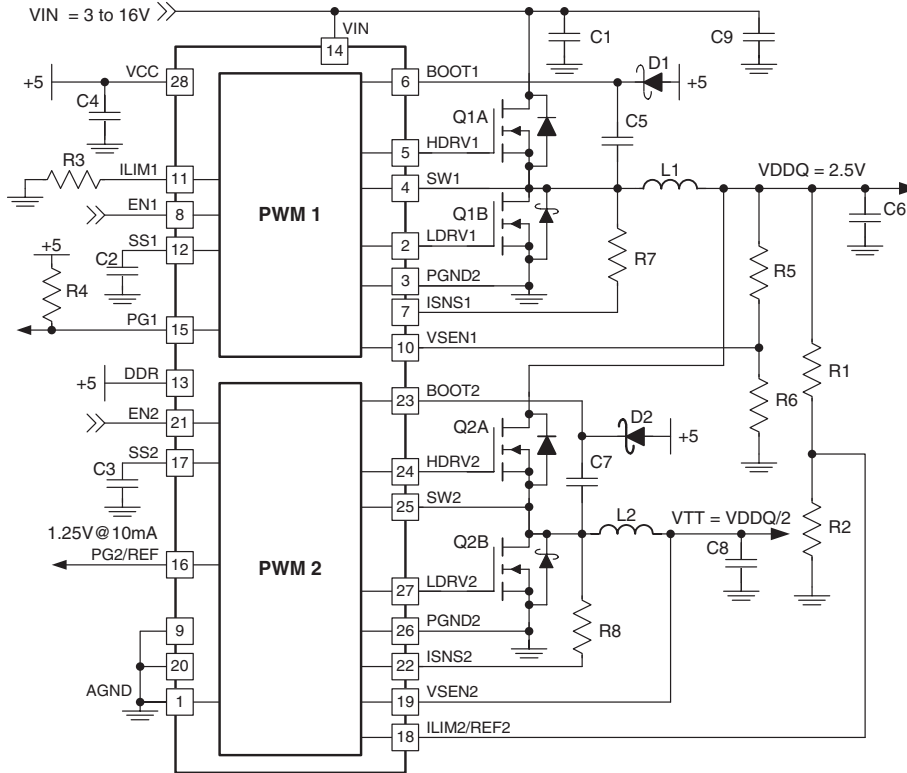 VIN = 3 to 16V
VIN
14
C1
C9
+5
VCC
28
C4
6
BOOT1
D1
+5
Q1A
C5
R3
ILIM1
11
5
HDRV1
EN1
8
4
SW1
L1
VDDQ = 2.5V
PWM 1
Q1B
C6
SS1
12
C2
2
LDRV1
R7
R5
+5
R4
3
PGND2
7
ISNS1
PG1
15
10
VSEN1
R1
+5
DDR
13
23
BOOT2
R6
EN2
21
Q2A
D2
+5
SS2
17
C3
24
HDRV2
C7
25
SW2
L2
VTT = VDDQ/2
R2
1.25V@10mA
PG2/REF
16
PWM 2
Q2B
C8
27
LDRV2
9
26
PGND2
R8
20
22
ISNS2
AGND
1
19
VSEN2
18
ILIM2/REF2